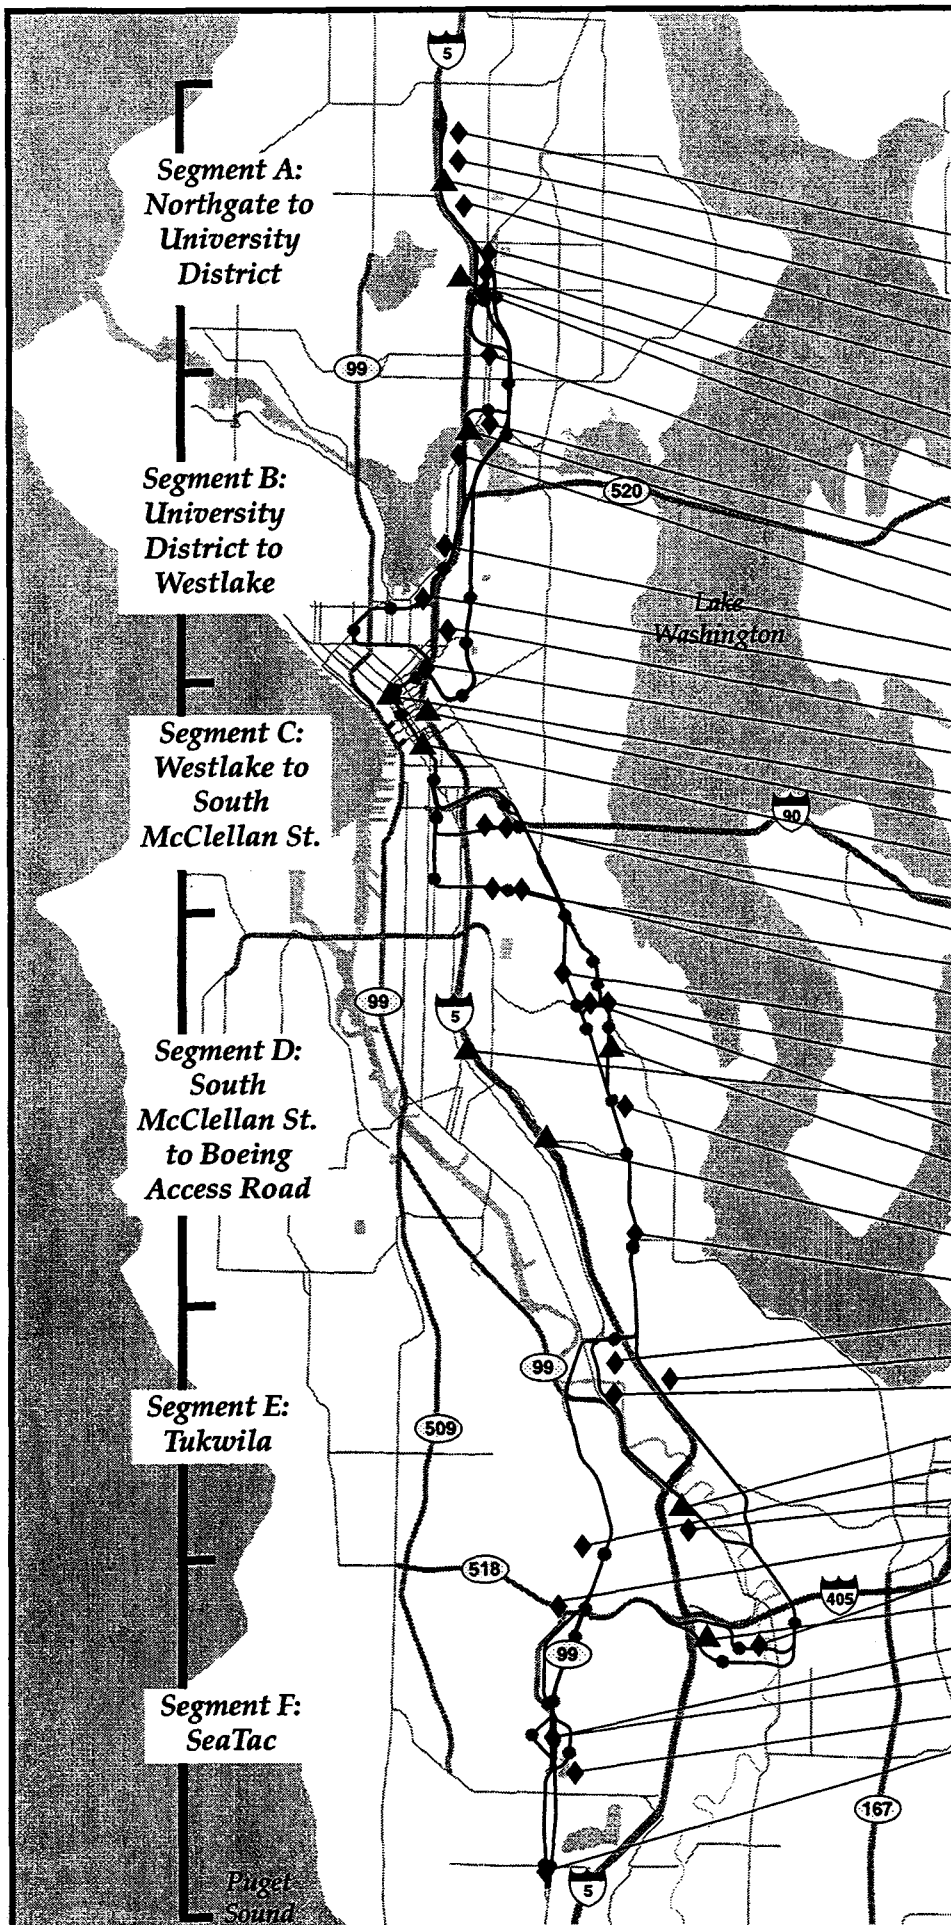 5
Segment A:
Northgate to
University
District
99
Segment B:
University
District to
Westlake
520
Lake
Washington
Segment C:
Westlake to
South
McClellan St.
90
99
5
Segment D:
South
McClellan St.
to Boeing
Access Road
99
Segment E:
Tukwila
509
518
405
99
Segment F:
SeaTac
167
Puget
Sound
5